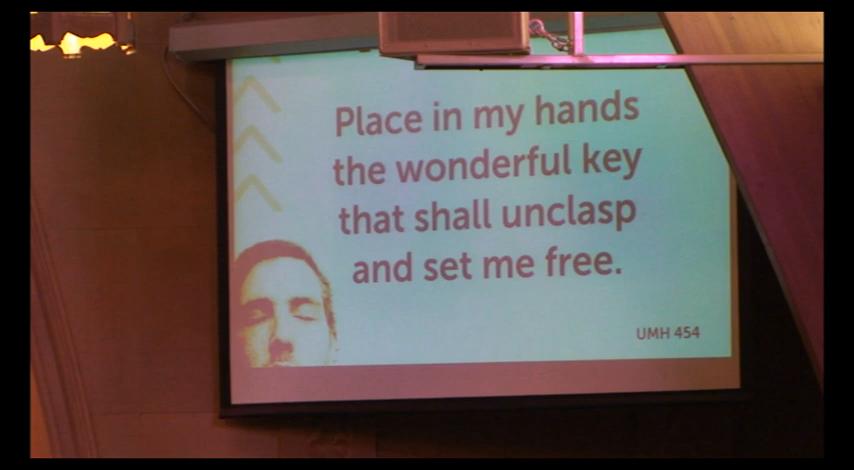 Place in my hands
the wonderful key
that shall unclasp
and set me free.
UMH 454